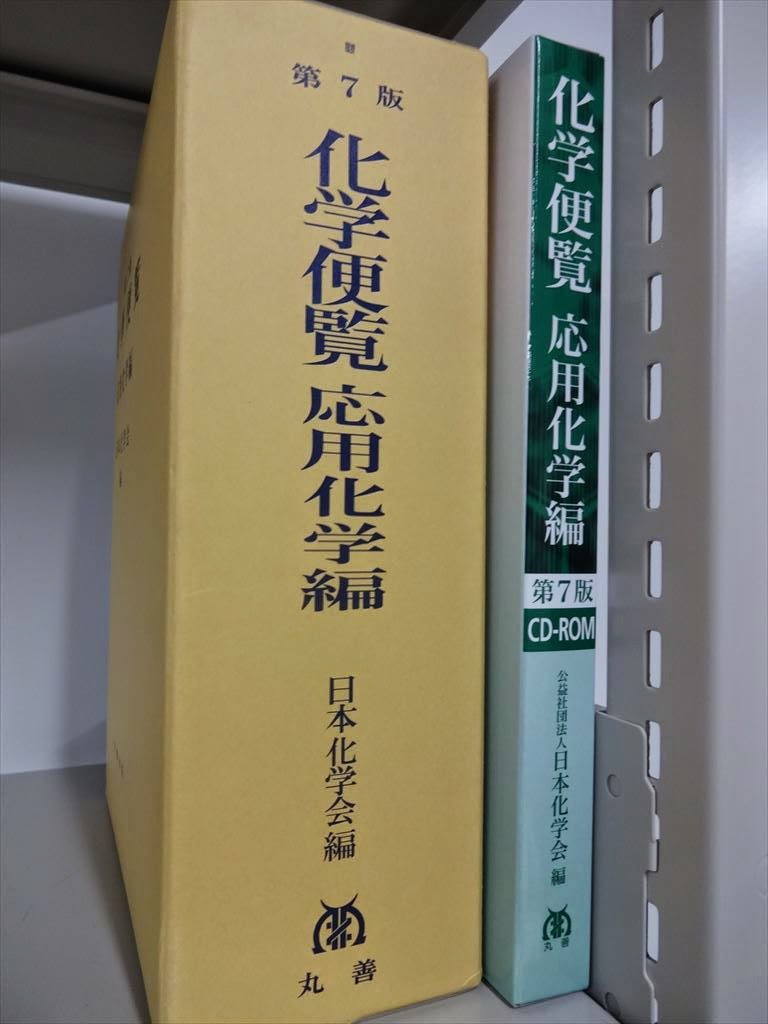 第7版
化学便覧 応用化学編
日本化学会編
丸善
化学便覧 応用化学編
第7版
CD-ROM
公益社団法人日本化学会 編
丸善